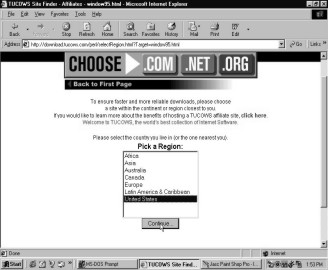 TUCOWS Site Finder - Affiliates - window95.html - Microsoft Internet Explorer
File Edit View Favorites Tools Help
Back Stop Refresh Home Search Favorites History Mail Print Edit
Address http://download.tucows.com/perl/selectRegion.html?Target=window95.html Go Links
CHOOSE .COM .NET .ORG
Back to First Page
To ensure faster and more reliable downloads, please choose
a site within the continent or region closest to you.
If you would like to learn more about the benefits of hosting a TUCOWS affiliate site, click here.
Welcome to TUCOWS, the world's best collection of Internet Software.
Please select the country you live in (or the one nearest you).
Pick a Region:
Africa
Asia
Australia
Canada
Europe
Latin America & Caribbean
United States
Continue...
Done Internet
Start MS-DOS Prompt TUCOWS Site Find... Jasc Paint Shop Pro - I... 1:53 PM